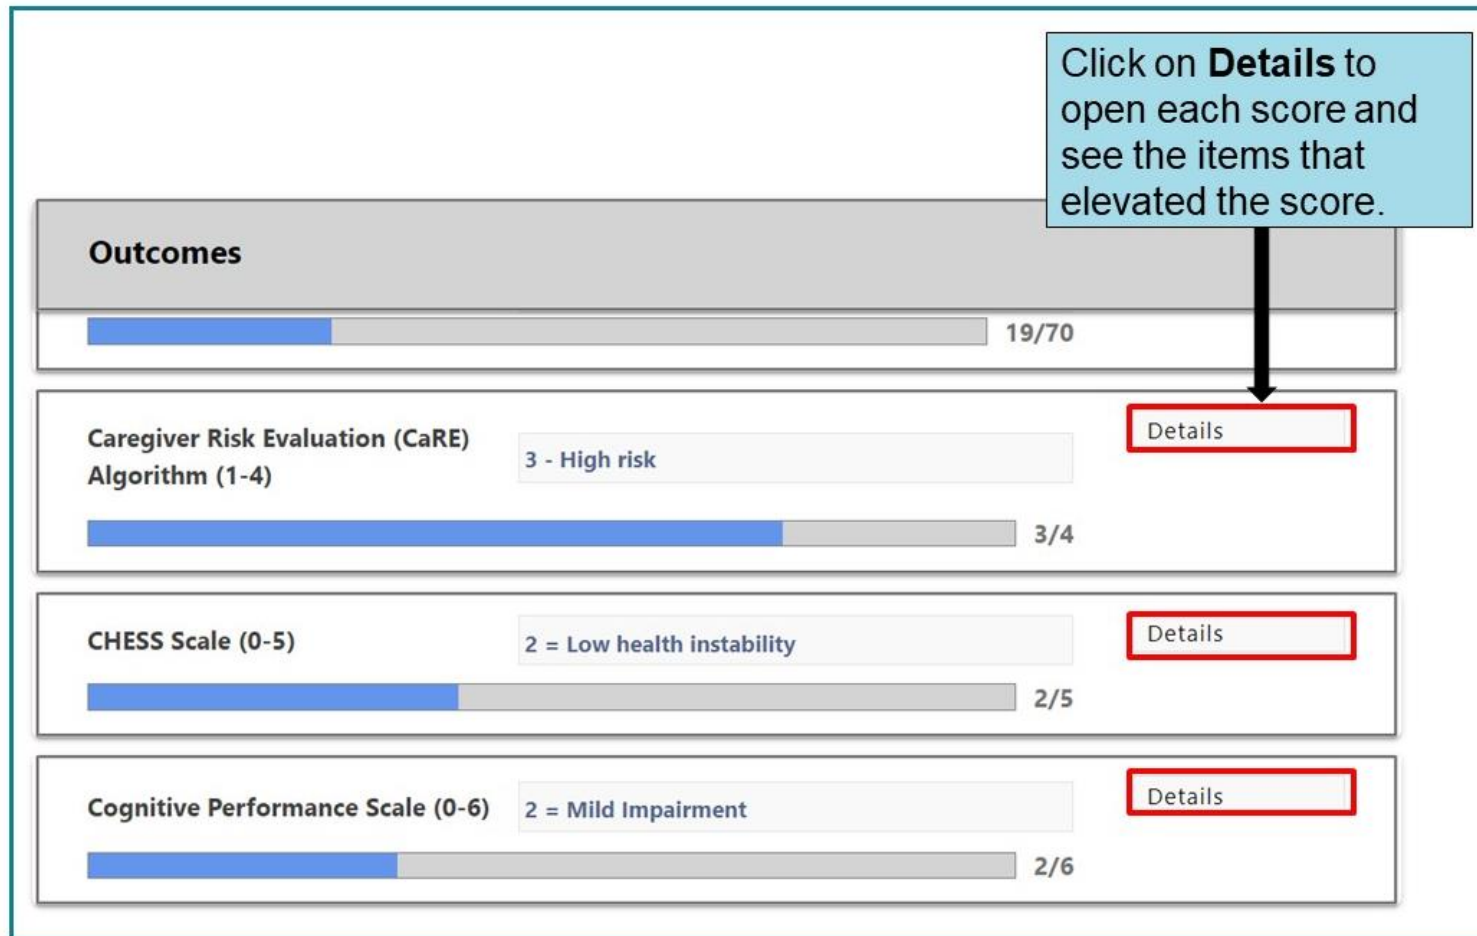 Click on Details to
open each score and
see the items that
elevated the score.
Outcomes
19/70
Caregiver Risk Evaluation (CaRE)
Algorithm (1-4)
3 - High risk
Details
3/4
CHESS Scale (0-5)
2 = Low health instability
Details
2/5
Cognitive Performance Scale (0-6)
2 = Mild Impairment
Details
2/6